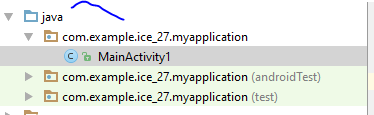 java
com.example.ice_27.myapplication
C MainActivity1
com.example.ice_27.myapplication (androidTest)
com.example.ice_27.myapplication (test)